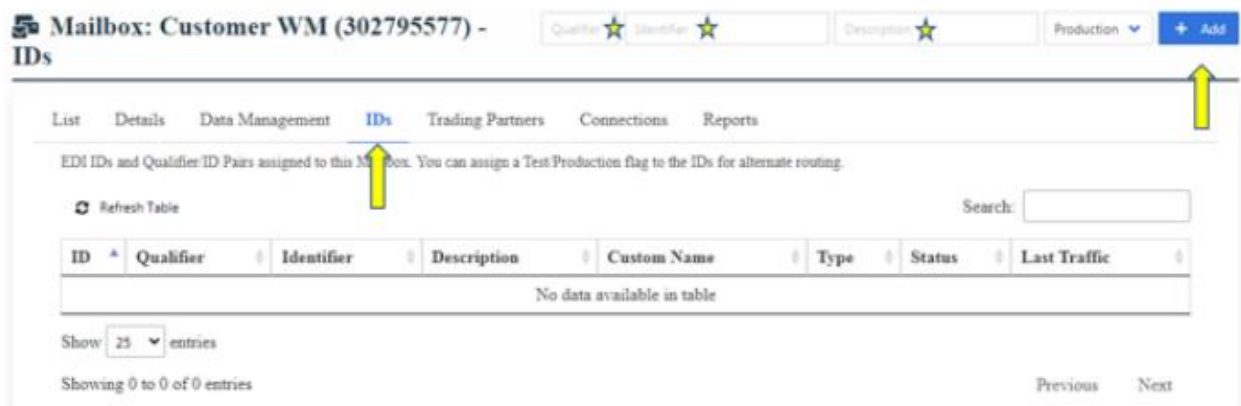 Mailbox: Customer WM (302795577) - Qualifier Identifier Description Production + Add
IDs
List Details Data Management IDs Trading Partners Connections Reports
EDI IDs and Qualifier/ID Pairs assigned to this You can assign a Test/Production flag to the IDs for alternate routing.
Refresh Table Search:
ID Qualifier Identifier Description Custom Name Type Status Last Traffic
No data available in table
Show 25 entries
Showing 0 to 0 of 0 entries Previous Next